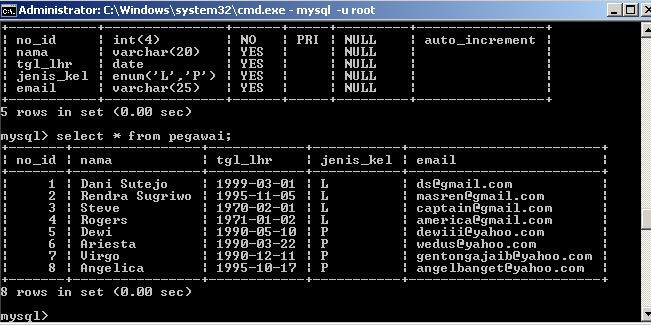 Administrator: C:\Windows\system32\cmd.exe - mysql -u root
| no_id | int(4) | NO | PRI | NULL | auto_increment |
| nama | varchar(20) | YES | | NULL | |
| tgl_lhr | date | YES | | NULL | |
| jenis_kel | enum('L','P') | YES | | NULL | |
| email | varchar(25) | YES | | NULL | |
5 rows in set (0.00 sec)
mysql> select * from pegawai;
| no_id | nama | tgl_lhr | jenis_kel | email |
| 1 | Dani Sutejo | 1999-03-01 | L | ds@gmail.com |
| 2 | Rendra Sugriwo | 1995-11-05 | L | masren@gmail.com |
| 3 | Steve | 1970-02-01 | L | captain@gmail.com |
| 4 | Rogers | 1971-01-02 | L | america@gmail.com |
| 5 | Dewi | 1990-05-10 | P | dewiii@yahoo.com |
| 6 | Ariesta | 1990-03-22 | P | wedus@yahoo.com |
| 7 | Virgo | 1990-12-11 | P | gentongajaib@yahoo.com |
| 8 | Angelica | 1995-10-17 | P | angelbanget@yahoo.com |
8 rows in set (0.00 sec)
mysql>